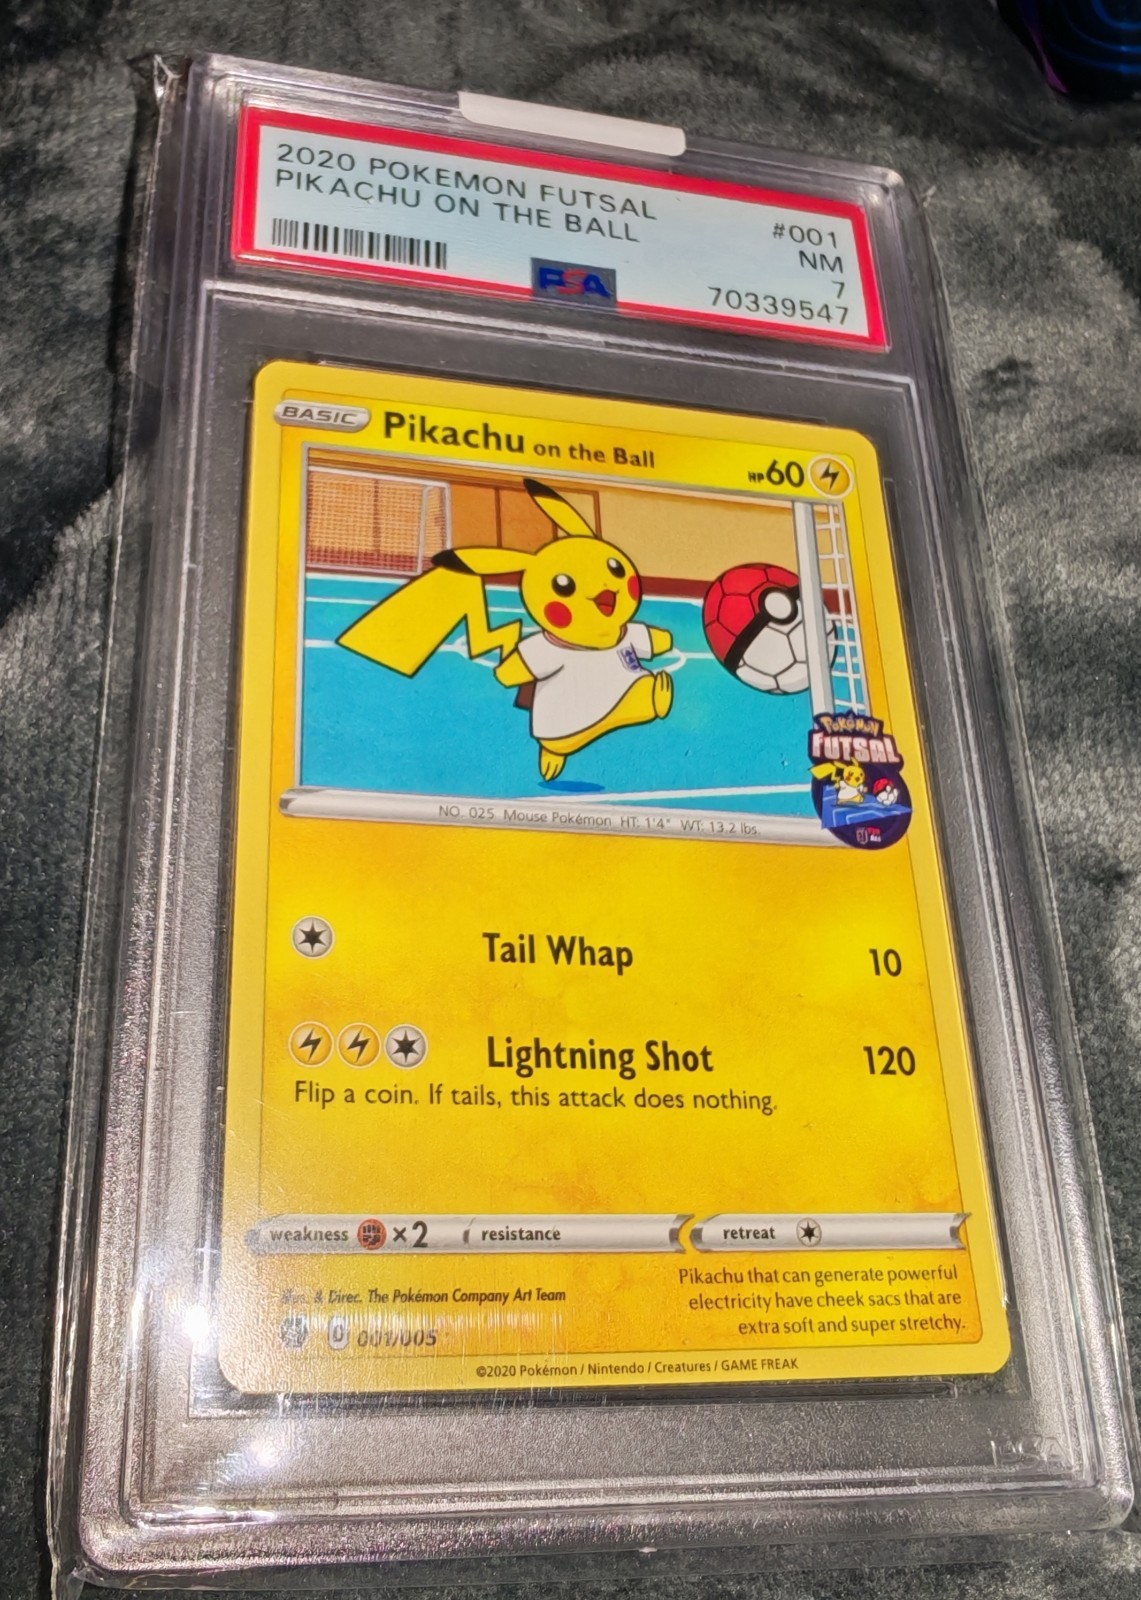 2020 POKEMON FUTSAL #001
PIKACHU ON THE BALL NM
7
PSA 70339547
BASIC Pikachu on the Ball HP60
POKéMON
FUTSAL
NO. 025 Mouse Pokémon HT: 1'4" WT: 13.2 lbs.
Tail Whap 10
Lightning Shot 120
Flip a coin. If tails, this attack does nothing.
weakness ×2 resistance retreat
Illus. & Direc. The Pokémon Company Art Team
001/005
Pikachu that can generate powerful
electricity have cheek sacs that are
extra soft and super stretchy.
©2020 Pokémon / Nintendo / Creatures / GAME FREAK